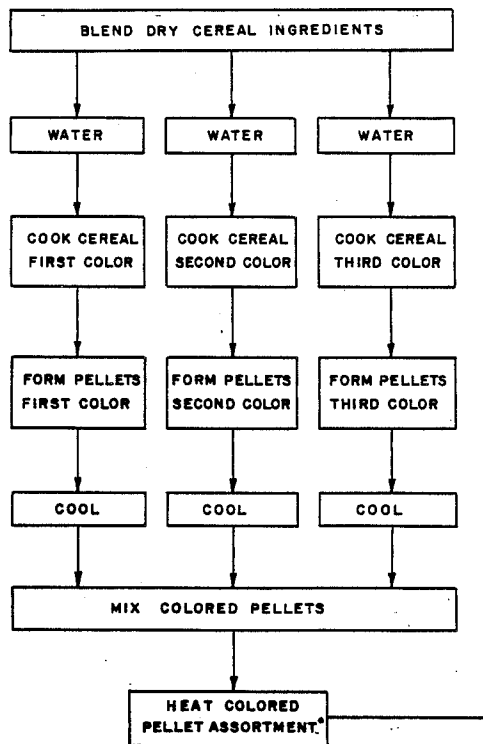 BLEND DRY CEREAL INGREDIENTS
WATER
WATER
WATER
COOK CEREAL
FIRST COLOR
COOK CEREAL
SECOND COLOR
COOK CEREAL
THIRD COLOR
FORM PELLETS
FIRST COLOR
FORM PELLETS
SECOND COLOR
FORM PELLETS
THIRD COLOR
COOL
COOL
COOL
MIX COLORED PELLETS
HEAT COLORED
PELLET ASSORTMENT*